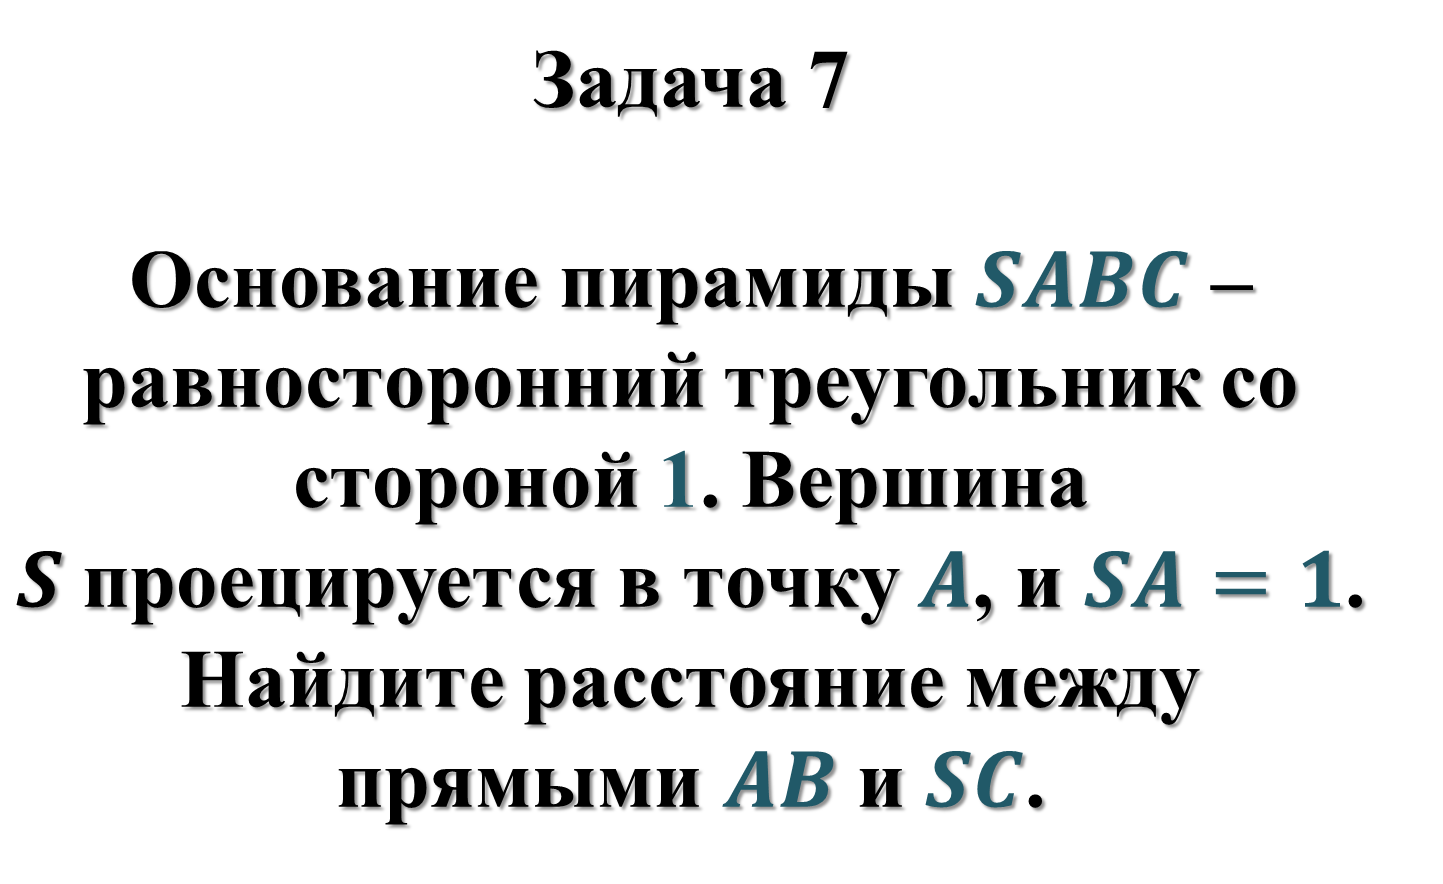 Задача 7
Основание пирамиды SABC –
равносторонний треугольник со
стороной 1. Вершина
S проецируется в точку A, и SA = 1.
Найдите расстояние между
прямыми AB и SC.